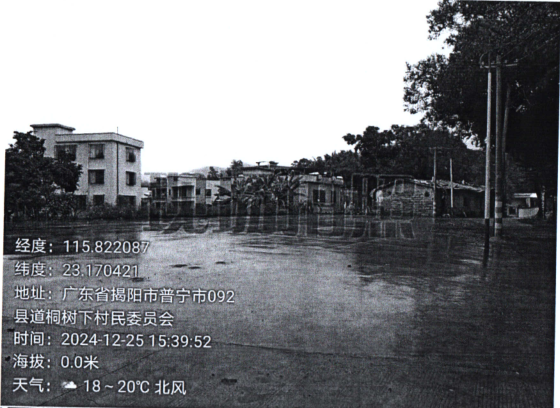 经度：115.822087
纬度：23.170421
地址：广东省揭阳市普宁市092
县道桐树下村民委员会
时间：2024-12-25 15:39:52
海拔：0.0米
天气：18～20℃ 北风